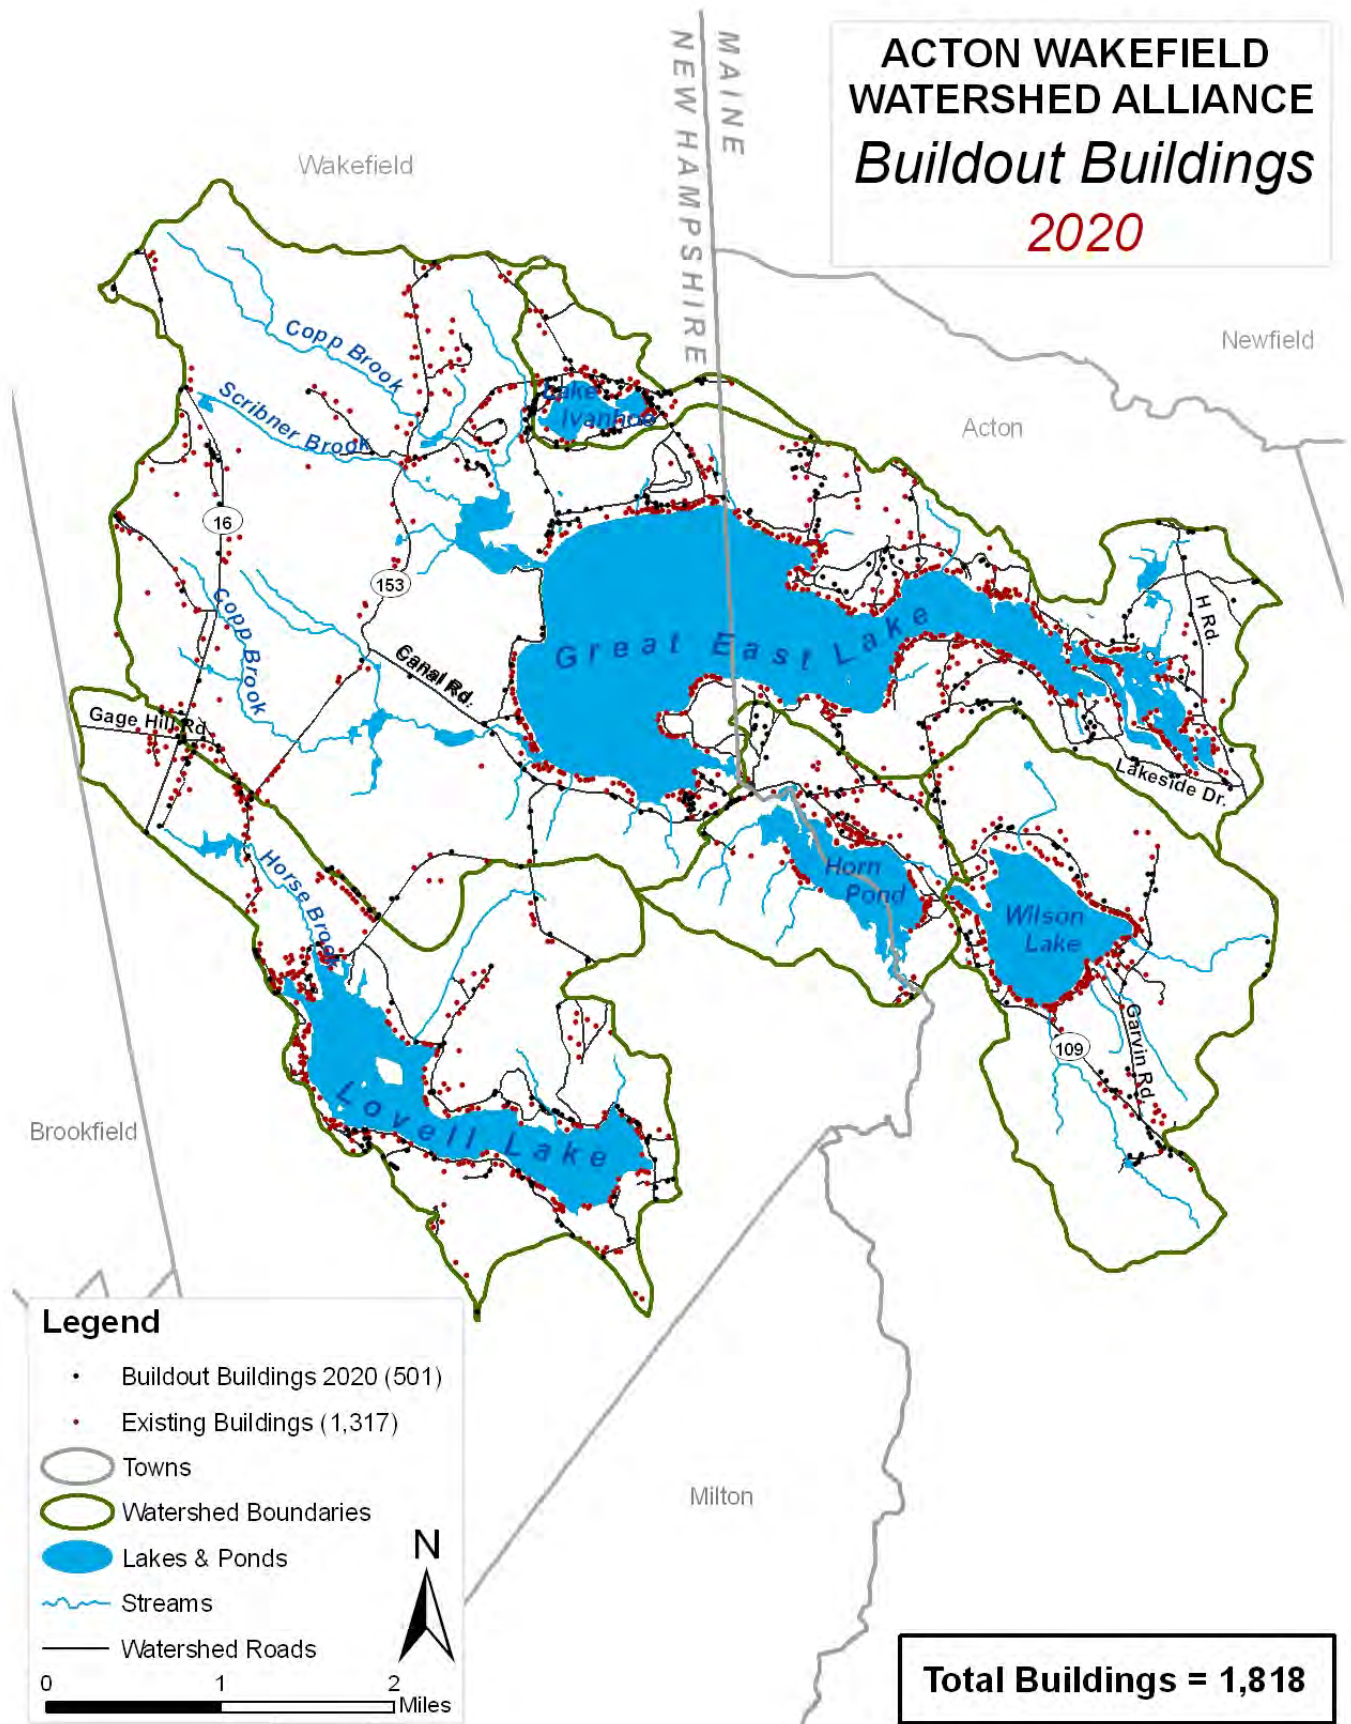 ACTON WAKEFIELD
WATERSHED ALLIANCE
Buildout Buildings
2020
MAINE
NEW HAMPSHIRE
Wakefield
Newfield
Acton
Copp Brook
Scribner Brook
Lake
Ivanhoe
16
153
H Rd.
Copp Brook
Canal Rd.
Great East Lake
Gage Hill Rd
Lakeside Dr.
Horse Brook
Horn
Pond
Wilson
Lake
109
Garvin Rd
Lovell Lake
Brookfield
Milton
Legend
Buildout Buildings 2020 (501)
Existing Buildings (1,317)
Towns
Watershed Boundaries
Lakes & Ponds
Streams
Watershed Roads
N
0 1 2
Miles
Total Buildings = 1,818